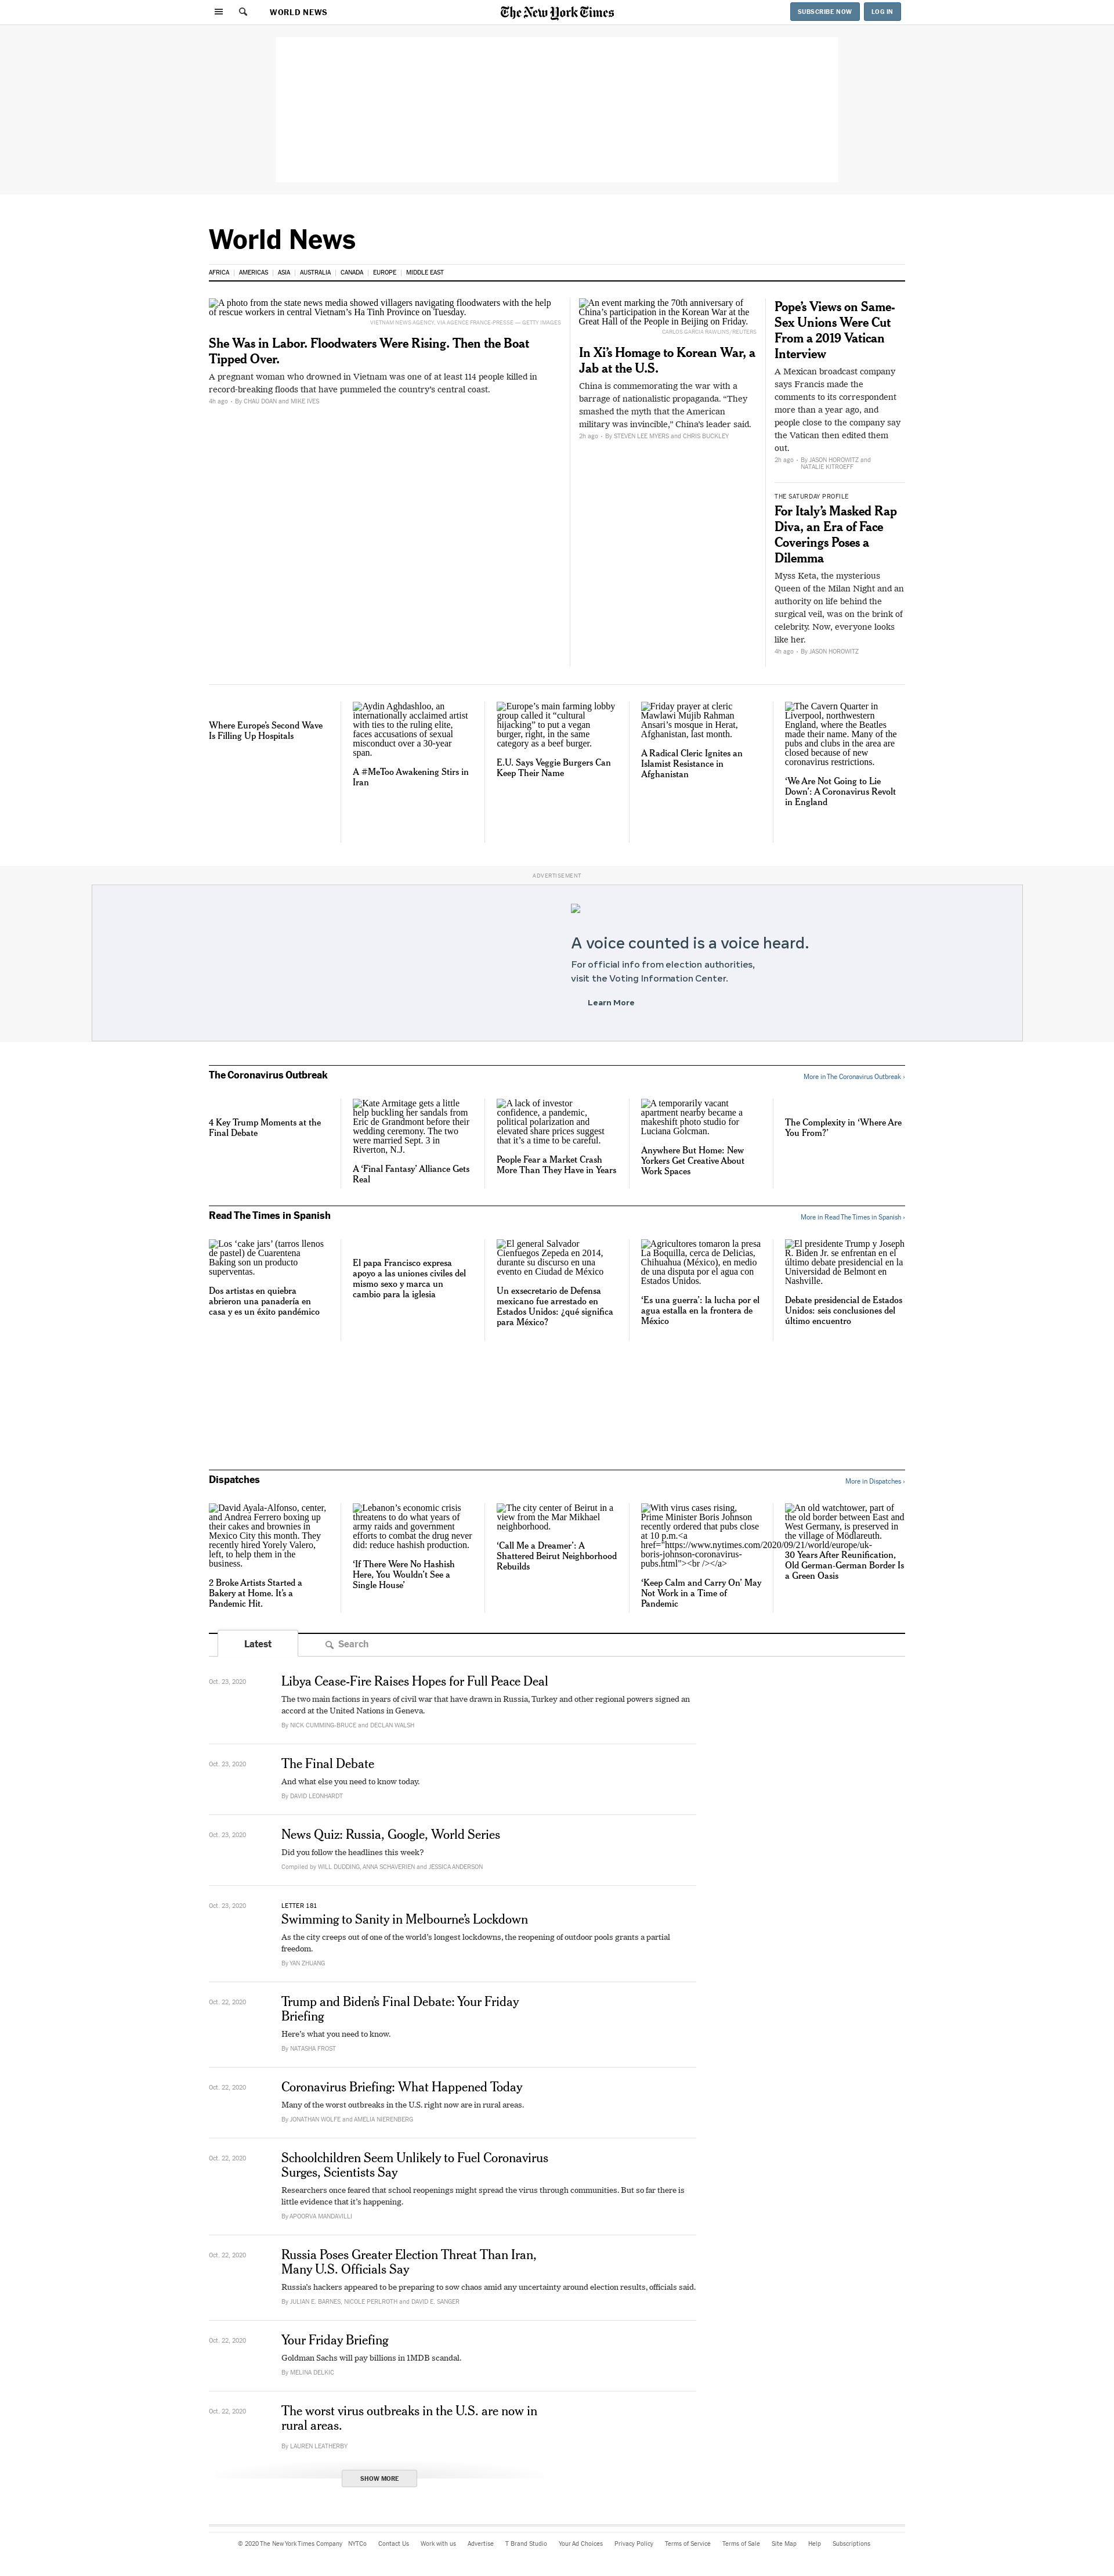 WORLD NEWS
The New York Times
SUBSCRIBE NOW
LOG IN
World News
AFRICA
AMERICAS
ASIA
AUSTRALIA
CANADA
EUROPE
MIDDLE EAST
A photo from the state news media showed villagers navigating floodwaters with the help
of rescue workers in central Vietnam’s Ha Tinh Province on Tuesday.
VIETNAM NEWS AGENCY, VIA AGENCE FRANCE-PRESSE — GETTY IMAGES
She Was in Labor. Floodwaters Were Rising. Then the Boat
Tipped Over.
A pregnant woman who drowned in Vietnam was one of at least 114 people killed in
record-breaking floods that have pummeled the country’s central coast.
4h ago • By CHAU DOAN and MIKE IVES
An event marking the 70th anniversary of
China’s participation in the Korean War at the
Great Hall of the People in Beijing on Friday.
CARLOS GARCIA RAWLINS/REUTERS
In Xi’s Homage to Korean War, a
Jab at the U.S.
China is commemorating the war with a
barrage of nationalistic propaganda. “They
smashed the myth that the American
military was invincible,” China’s leader said.
2h ago • By STEVEN LEE MYERS and CHRIS BUCKLEY
Pope’s Views on Same-
Sex Unions Were Cut
From a 2019 Vatican
Interview
A Mexican broadcast company
says Francis made the
comments to its correspondent
more than a year ago, and
people close to the company say
the Vatican then edited them
out.
2h ago • By JASON HOROWITZ and
NATALIE KITROEFF
THE SATURDAY PROFILE
For Italy’s Masked Rap
Diva, an Era of Face
Coverings Poses a
Dilemma
Myss Keta, the mysterious
Queen of the Milan Night and an
authority on life behind the
surgical veil, was on the brink of
celebrity. Now, everyone looks
like her.
4h ago • By JASON HOROWITZ
Where Europe’s Second Wave
Is Filling Up Hospitals
Aydin Aghdashloo, an
internationally acclaimed artist
with ties to the ruling elite,
faces accusations of sexual
misconduct over a 30-year
span.
A #MeToo Awakening Stirs in
Iran
Europe’s main farming lobby
group called it “cultural
hijacking” to put a vegan
burger, right, in the same
category as a beef burger.
E.U. Says Veggie Burgers Can
Keep Their Name
Friday prayer at cleric
Mawlawi Mujib Rahman
Ansari’s mosque in Herat,
Afghanistan, last month.
A Radical Cleric Ignites an
Islamist Resistance in
Afghanistan
The Cavern Quarter in
Liverpool, northwestern
England, where the Beatles
made their name. Many of the
pubs and clubs in the area are
closed because of new
coronavirus restrictions.
‘We Are Not Going to Lie
Down’: A Coronavirus Revolt
in England
ADVERTISEMENT
A voice counted is a voice heard.
For official info from election authorities,
visit the Voting Information Center.
Learn More
The Coronavirus Outbreak
More in The Coronavirus Outbreak ›
4 Key Trump Moments at the
Final Debate
Kate Armitage gets a little
help buckling her sandals from
Eric de Grandmont before their
wedding ceremony. The two
were married Sept. 3 in
Riverton, N.J.
A ‘Final Fantasy’ Alliance Gets
Real
A lack of investor
confidence, a pandemic,
political polarization and
elevated share prices suggest
that it’s a time to be careful.
People Fear a Market Crash
More Than They Have in Years
A temporarily vacant
apartment nearby became a
makeshift photo studio for
Luciana Golcman.
Anywhere But Home: New
Yorkers Get Creative About
Work Spaces
The Complexity in ‘Where Are
You From?’
Read The Times in Spanish
More in Read The Times in Spanish ›
Los ‘cake jars’ (tarros llenos
de pastel) de Cuarentena
Baking son un producto
superventas.
Dos artistas en quiebra
abrieron una panadería en
casa y es un éxito pandémico
El papa Francisco expresa
apoyo a las uniones civiles del
mismo sexo y marca un
cambio para la iglesia
El general Salvador
Cienfuegos Zepeda en 2014,
durante su discurso en una
evento en Ciudad de México
Un exsecretario de Defensa
mexicano fue arrestado en
Estados Unidos: ¿qué significa
para México?
Agricultores tomaron la presa
La Boquilla, cerca de Delicias,
Chihuahua (México), en medio
de una disputa por el agua con
Estados Unidos.
‘Es una guerra’: la lucha por el
agua estalla en la frontera de
México
El presidente Trump y Joseph
R. Biden Jr. se enfrentan en el
último debate presidencial en la
Universidad de Belmont en
Nashville.
Debate presidencial de Estados
Unidos: seis conclusiones del
último encuentro
Dispatches
More in Dispatches ›
David Ayala-Alfonso, center,
and Andrea Ferrero boxing up
their cakes and brownies in
Mexico City this month. They
recently hired Yorely Valero,
left, to help them in the
business.
2 Broke Artists Started a
Bakery at Home. It’s a
Pandemic Hit.
Lebanon’s economic crisis
threatens to do what years of
army raids and government
efforts to combat the drug never
did: reduce hashish production.
‘If There Were No Hashish
Here, You Wouldn’t See a
Single House’
The city center of Beirut in a
view from the Mar Mikhael
neighborhood.
‘Call Me a Dreamer’: A
Shattered Beirut Neighborhood
Rebuilds
With virus cases rising,
Prime Minister Boris Johnson
recently ordered that pubs close
at 10 p.m.<a
href="https://www.nytimes.com/2020/09/21/world/europe/uk-
boris-johnson-coronavirus-
pubs.html"><br /></a>
‘Keep Calm and Carry On’ May
Not Work in a Time of
Pandemic
An old watchtower, part of
the old border between East and
West Germany, is preserved in
the village of Mödlareuth.
30 Years After Reunification,
Old German-German Border Is
a Green Oasis
Latest
Search
Oct. 23, 2020
Libya Cease-Fire Raises Hopes for Full Peace Deal
The two main factions in years of civil war that have drawn in Russia, Turkey and other regional powers signed an
accord at the United Nations in Geneva.
By NICK CUMMING-BRUCE and DECLAN WALSH
Oct. 23, 2020
The Final Debate
And what else you need to know today.
By DAVID LEONHARDT
Oct. 23, 2020
News Quiz: Russia, Google, World Series
Did you follow the headlines this week?
Compiled by WILL DUDDING, ANNA SCHAVERIEN and JESSICA ANDERSON
Oct. 23, 2020
LETTER 181
Swimming to Sanity in Melbourne’s Lockdown
As the city creeps out of one of the world’s longest lockdowns, the reopening of outdoor pools grants a partial
freedom.
By YAN ZHUANG
Oct. 22, 2020
Trump and Biden’s Final Debate: Your Friday
Briefing
Here’s what you need to know.
By NATASHA FROST
Oct. 22, 2020
Coronavirus Briefing: What Happened Today
Many of the worst outbreaks in the U.S. right now are in rural areas.
By JONATHAN WOLFE and AMELIA NIERENBERG
Oct. 22, 2020
Schoolchildren Seem Unlikely to Fuel Coronavirus
Surges, Scientists Say
Researchers once feared that school reopenings might spread the virus through communities. But so far there is
little evidence that it’s happening.
By APOORVA MANDAVILLI
Oct. 22, 2020
Russia Poses Greater Election Threat Than Iran,
Many U.S. Officials Say
Russia’s hackers appeared to be preparing to sow chaos amid any uncertainty around election results, officials said.
By JULIAN E. BARNES, NICOLE PERLROTH and DAVID E. SANGER
Oct. 22, 2020
Your Friday Briefing
Goldman Sachs will pay billions in 1MDB scandal.
By MELINA DELKIC
Oct. 22, 2020
The worst virus outbreaks in the U.S. are now in
rural areas.
By LAUREN LEATHERBY
SHOW MORE
© 2020 The New York Times Company
NYTCo
Contact Us
Work with us
Advertise
T Brand Studio
Your Ad Choices
Privacy Policy
Terms of Service
Terms of Sale
Site Map
Help
Subscriptions